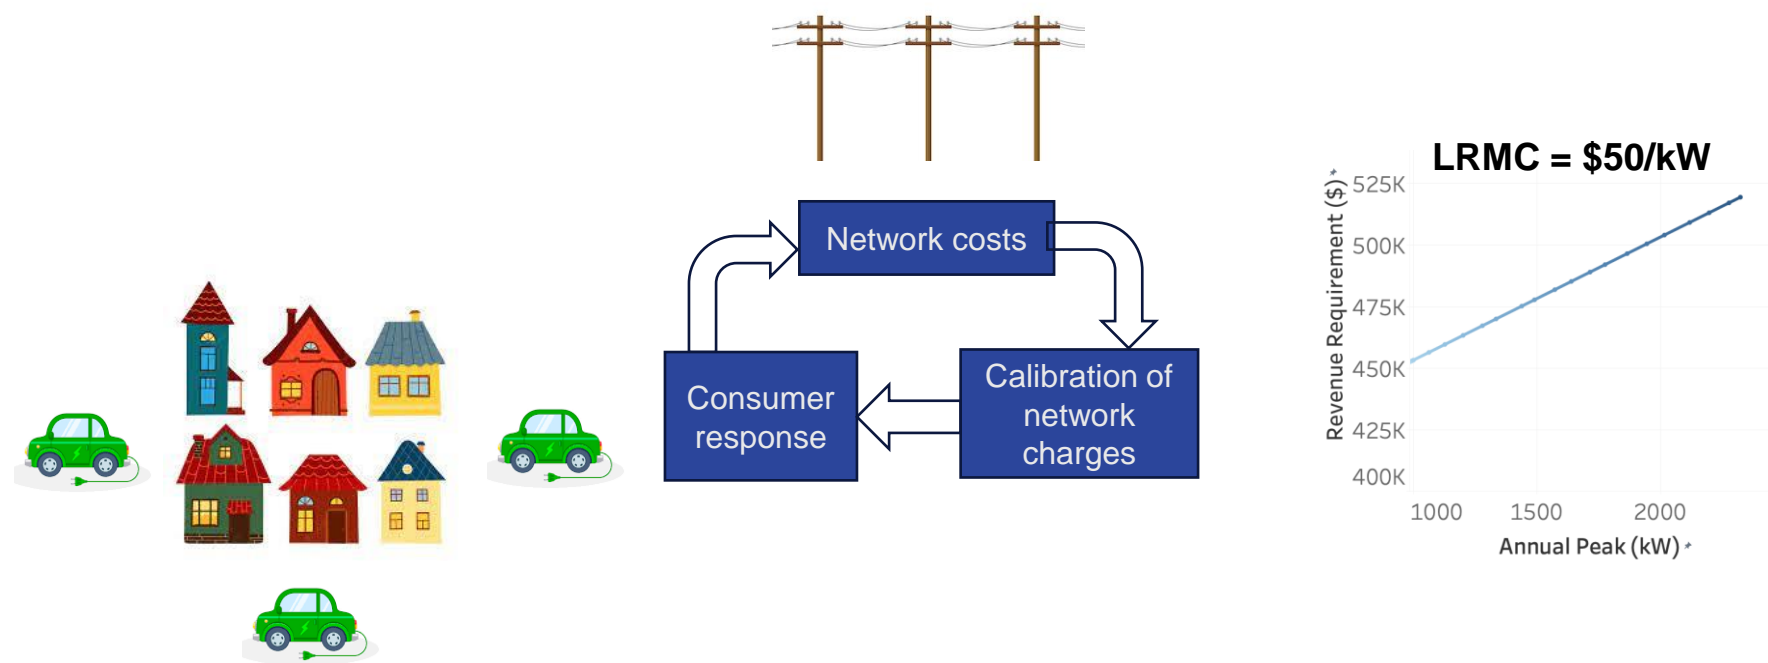 Network costs
Consumer
response
Calibration of
network
charges
LRMC = $50/kW
Revenue Requirement ($)
525K
500K
475K
450K
425K
400K
1000 1500 2000
Annual Peak (kW)